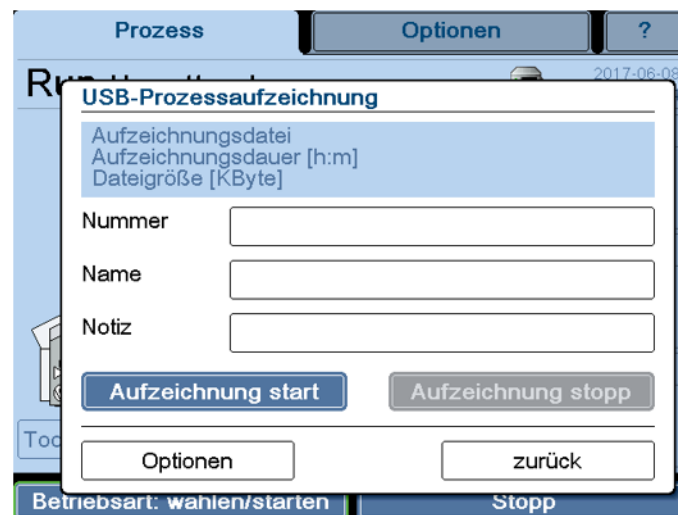 Prozess
Optionen
?
2017-06-08
USB-Prozessaufzeichnung
Aufzeichnungsdatei
Aufzeichnungsdauer [h:m]
Dateigröße [KByte]
Nummer
Name
Notiz
Aufzeichnung start
Aufzeichnung stopp
Optionen
zurück
Betriebsart: wählen/starten
Stopp